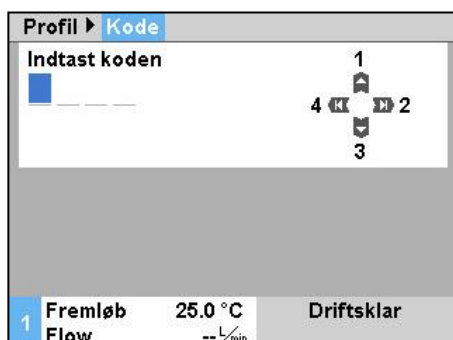 Profil ▶ Kode
Indtast koden
1
4 2
3
1
Fremløb 25.0 °C Driftsklar
Flow -- L/min